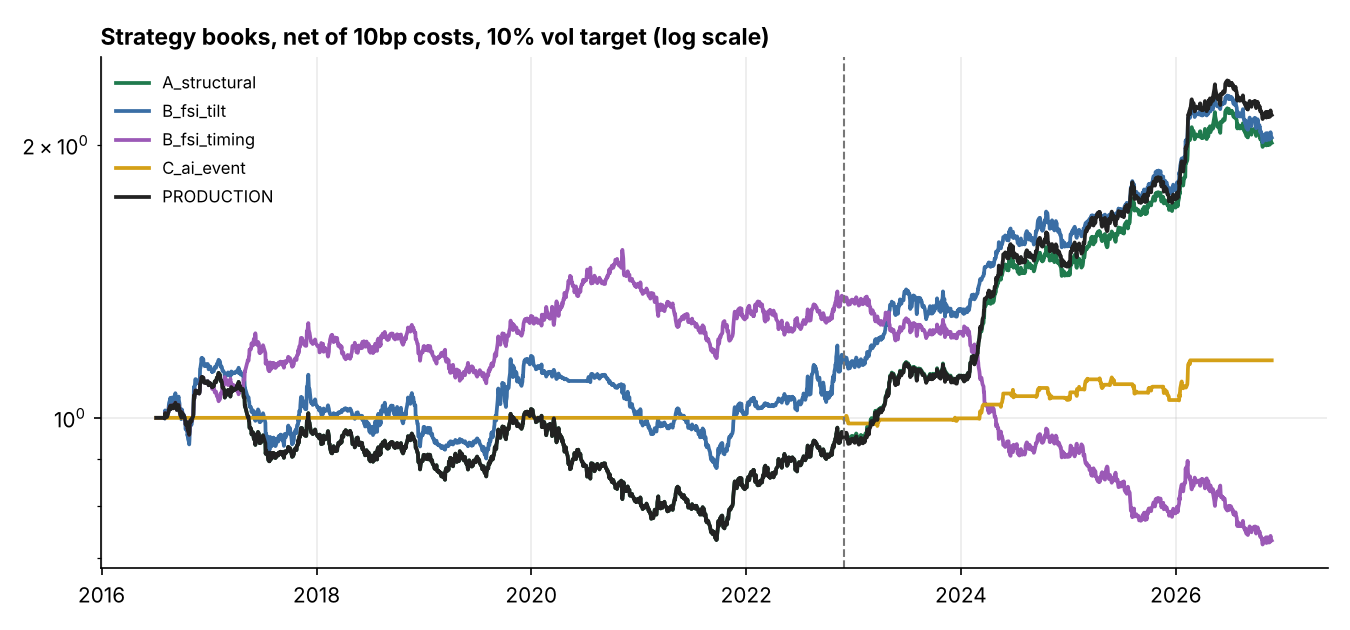 Strategy books, net of 10bp costs, 10% vol target (log scale)
A_structural
B_fsi_tilt
B_fsi_timing
C_ai_event
PRODUCTION
2 × 10⁰
10⁰
2016 2018 2020 2022 2024 2026